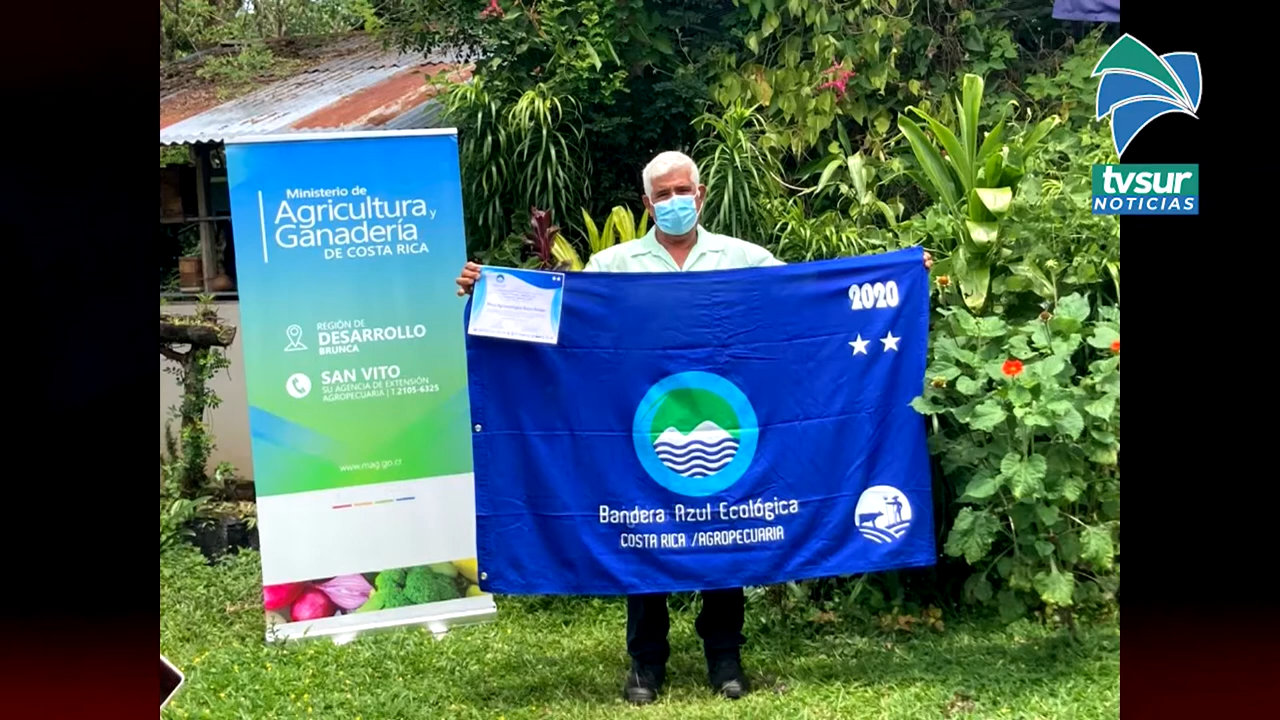 tvsur
NOTICIAS
Ministerio de
Agricultura y
Ganadería
DE COSTA RICA
REGIÓN DE
DESARROLLO
BRUNCA
SAN VITO
SU AGENCIA DE EXTENSIÓN
AGROPECUARIA | T. 2105-6325
www.mag.go.cr
2020
Bandera Azul Ecológica
COSTA RICA / AGROPECUARIA